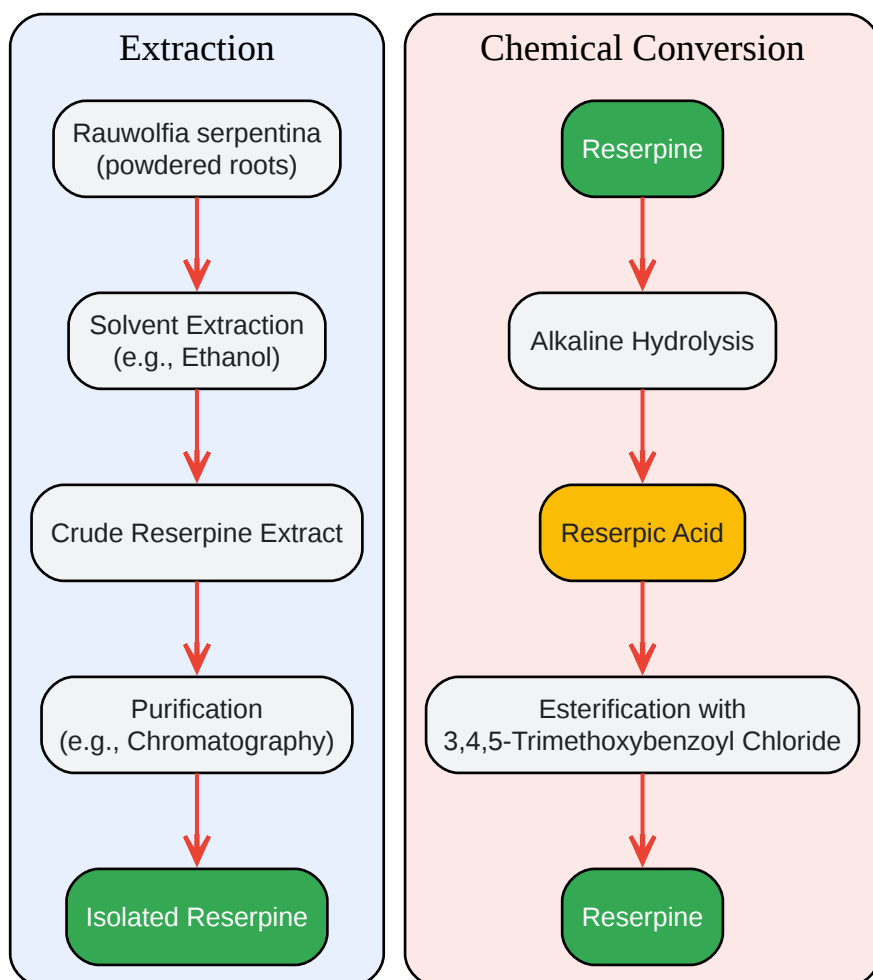 Extraction
Rauwolfia serpentina
(powdered roots)
Solvent Extraction
(e.g., Ethanol)
Crude Reserpine Extract
Purification
(e.g., Chromatography)
Isolated Reserpine
Chemical Conversion
Reserpine
Alkaline Hydrolysis
Reserpic Acid
Esterification with
3,4,5-Trimethoxybenzoyl Chloride
Reserpine